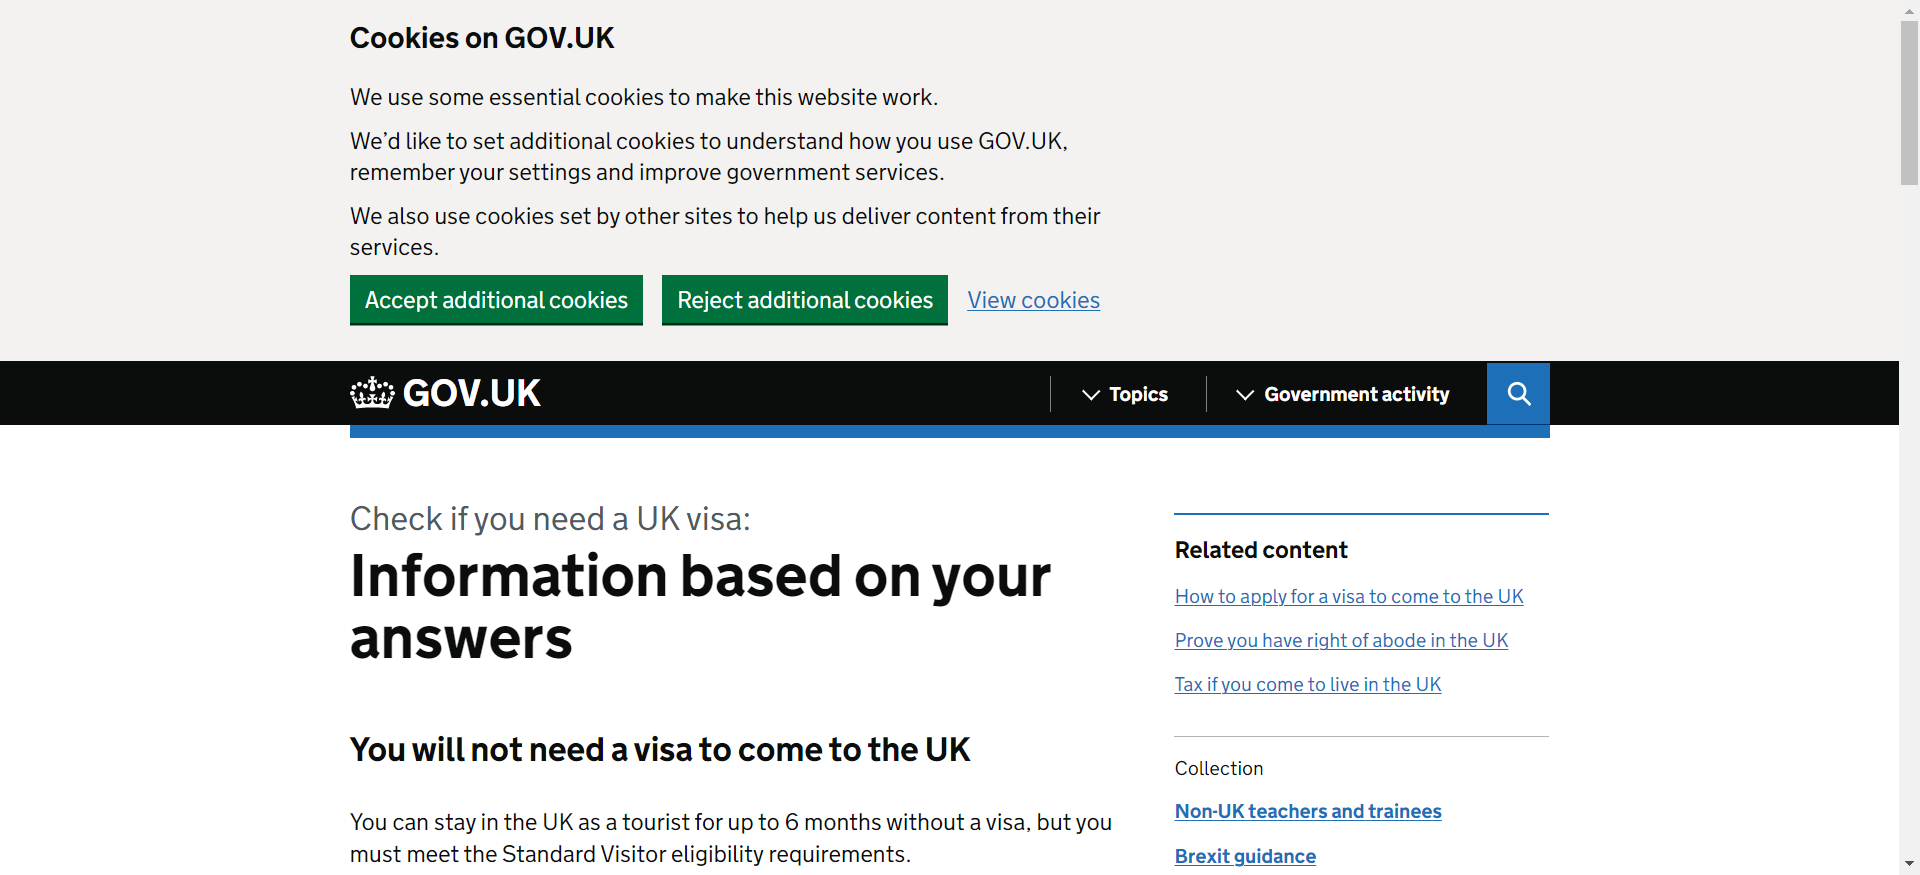 Cookies on GOV.UK
We use some essential cookies to make this website work.
We’d like to set additional cookies to understand how you use GOV.UK,
remember your settings and improve government services.
We also use cookies set by other sites to help us deliver content from their
services.
Accept additional cookies
Reject additional cookies
View cookies
GOV.UK
Topics
Government activity
Check if you need a UK visa:
Information based on your
answers
You will not need a visa to come to the UK
You can stay in the UK as a tourist for up to 6 months without a visa, but you
must meet the Standard Visitor eligibility requirements.
Related content
How to apply for a visa to come to the UK
Prove you have right of abode in the UK
Tax if you come to live in the UK
Collection
Non-UK teachers and trainees
Brexit guidance